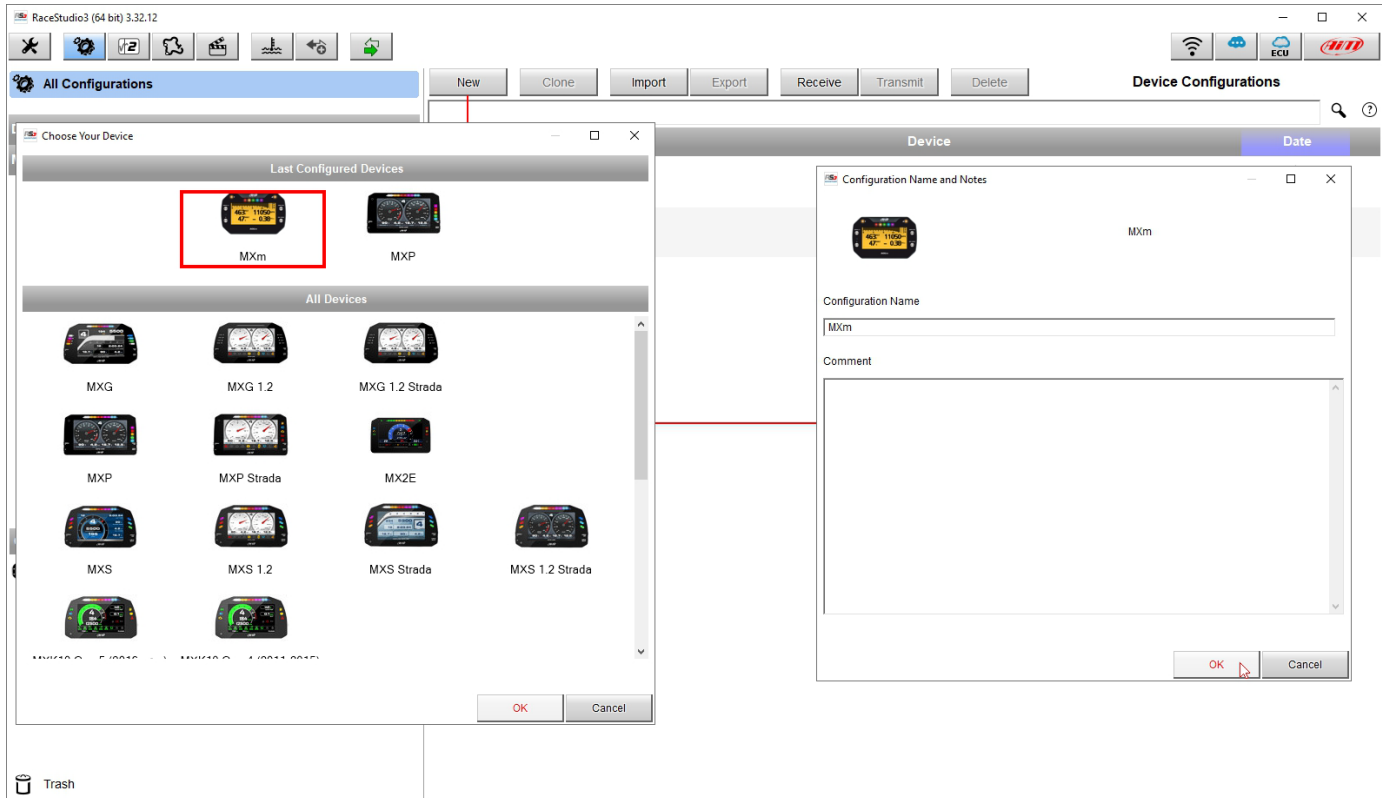 RaceStudio3 (64 bit) 3.32.12
ECU
AiM
All Configurations
New Clone Import Export Receive Transmit Delete Device Configurations
Choose Your Device
Device Date
Last Configured Devices
MXm MXP
All Devices
MXG MXG 1.2 MXG 1.2 Strada
MXP MXP Strada MX2E
MXS MXS 1.2 MXS Strada MXS 1.2 Strada
OK Cancel
Configuration Name and Notes
MXm
Configuration Name
MXm
Comment
OK Cancel
Trash